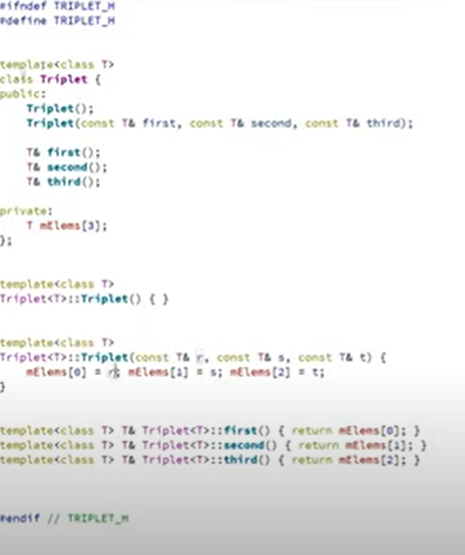 #ifndef TRIPLET_H
#define TRIPLET_H
template<class T>
class Triplet {
public:
Triplet();
Triplet(const T& first, const T& second, const T& third);
T& first();
T& second();
T& third();
private:
T mElems[3];
};
template<class T>
Triplet<T>::Triplet() { }
template<class T>
Triplet<T>::Triplet(const T& r, const T& s, const T& t) {
mElems[0] = r; mElems[1] = s; mElems[2] = t;
}
template<class T> T& Triplet<T>::first() { return mElems[0]; }
template<class T> T& Triplet<T>::second() { return mElems[1]; }
template<class T> T& Triplet<T>::third() { return mElems[2]; }
#endif // TRIPLET_H